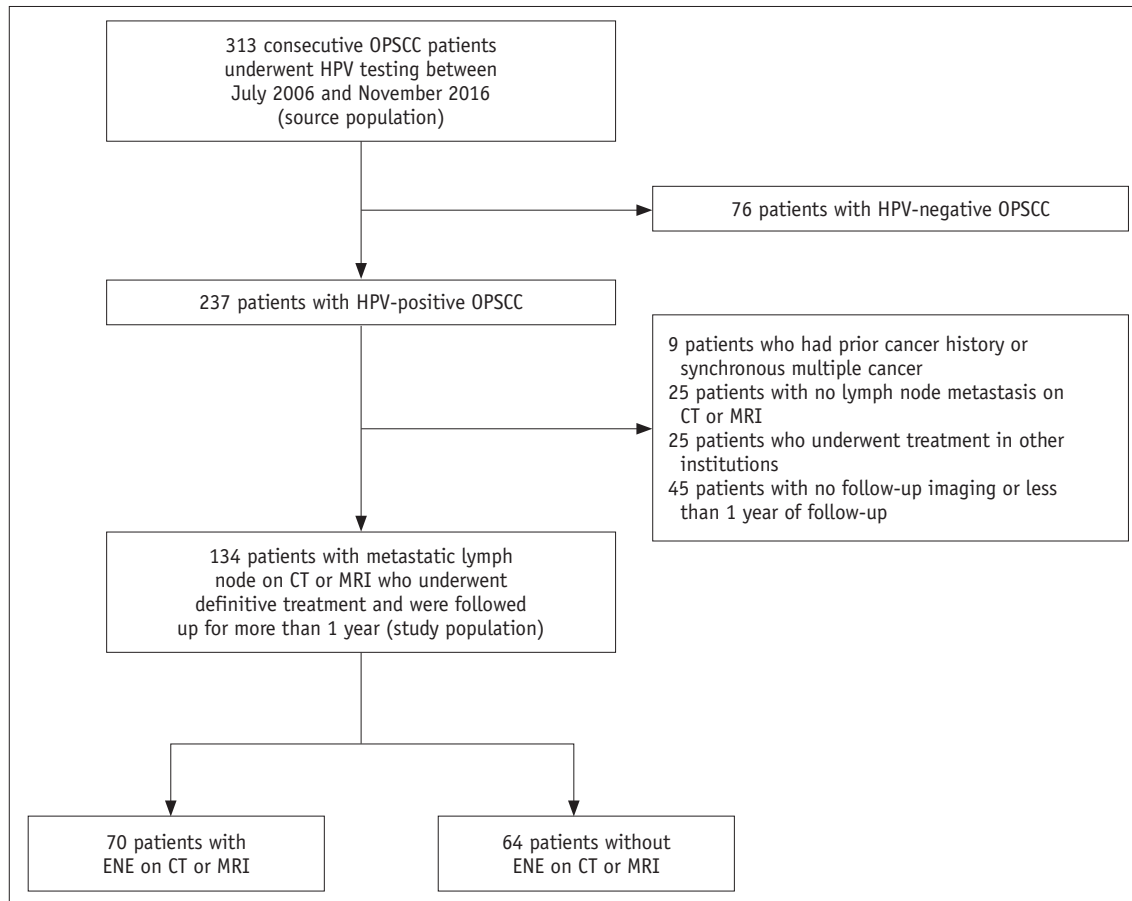 313 consecutive OPSCC patients
underwent HPV testing between
July 2006 and November 2016
(source population)
76 patients with HPV-negative OPSCC
237 patients with HPV-positive OPSCC
9 patients who had prior cancer history or
synchronous multiple cancer
25 patients with no lymph node metastasis on
CT or MRI
25 patients who underwent treatment in other
institutions
45 patients with no follow-up imaging or less
than 1 year of follow-up
134 patients with metastatic lymph
node on CT or MRI who underwent
definitive treatment and were followed
up for more than 1 year (study population)
70 patients with
ENE on CT or MRI
64 patients without
ENE on CT or MRI